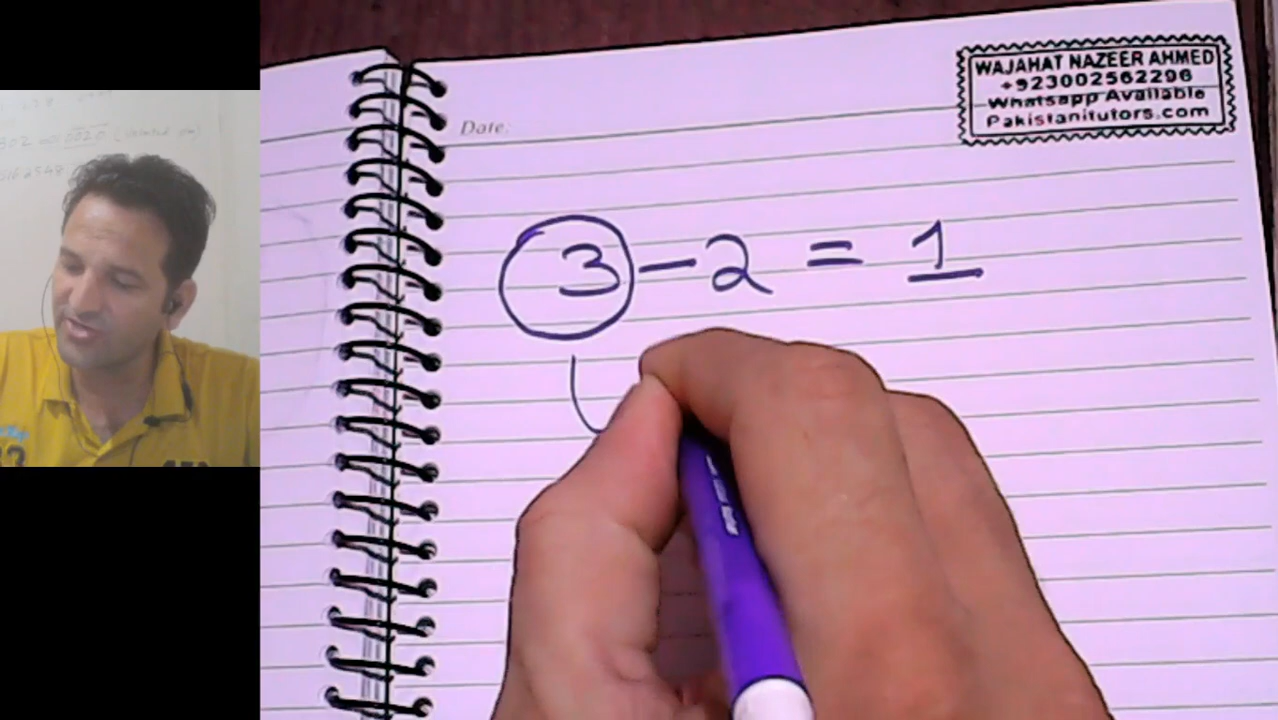 WAJAHAT NAZEER AHMED
+923002562296
Whatsapp Available
Pakistanitutors.com
Date:
3 - 2 = 1